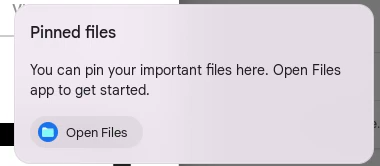 Pinned files
You can pin your important files here. Open Files
app to get started.
Open Files